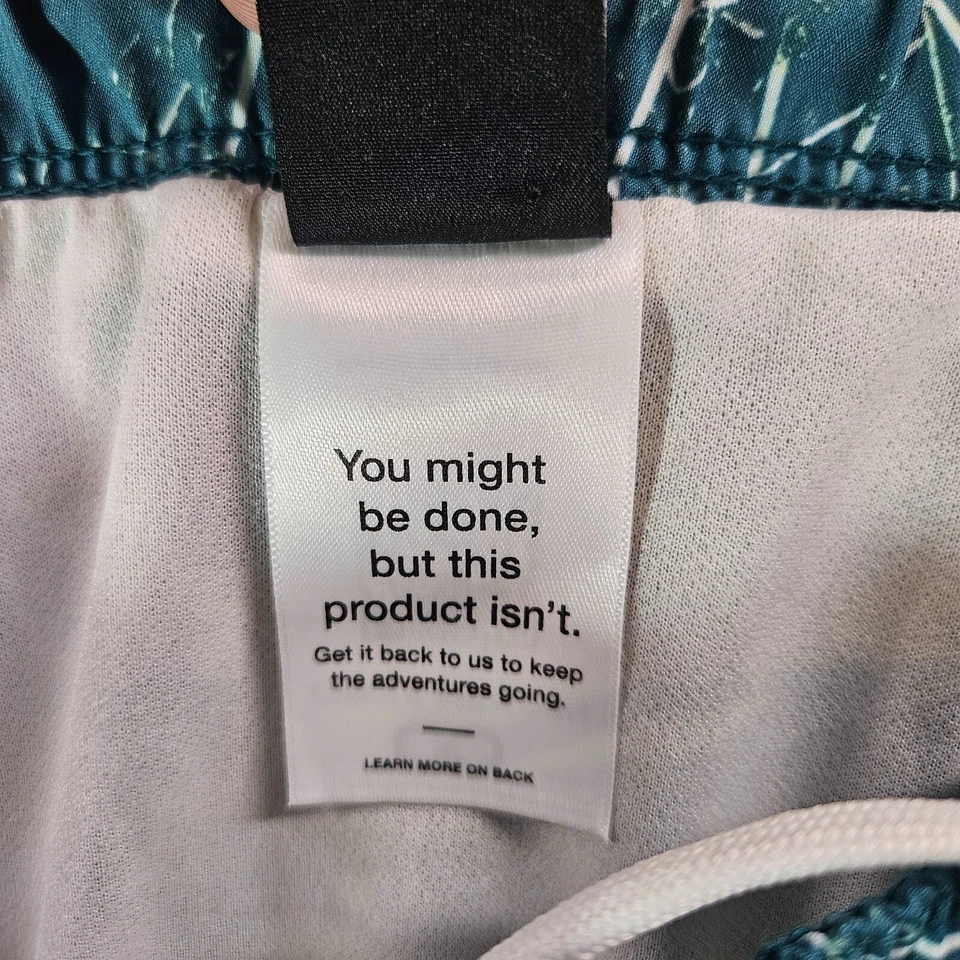 You might
be done,
but this
product isn't.
Get it back to us to keep
the adventures going.
LEARN MORE ON BACK